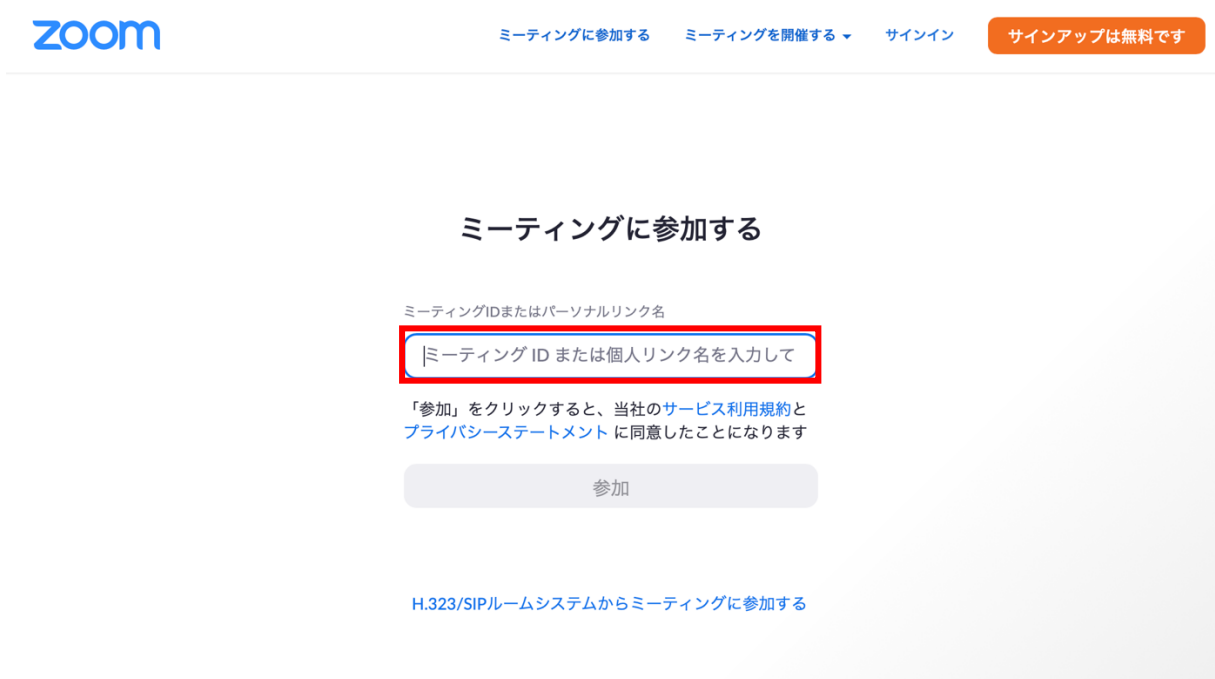 zoom
ミーティングに参加する
ミーティングを開催する
サインイン
サインアップは無料です
ミーティングに参加する
ミーティングIDまたはパーソナルリンク名
ミーティング ID または個人リンク名を入力して
「参加」をクリックすると、当社のサービス利用規約と
プライバシーステートメント に同意したことになります
参加
H.323/SIPルームシステムからミーティングに参加する